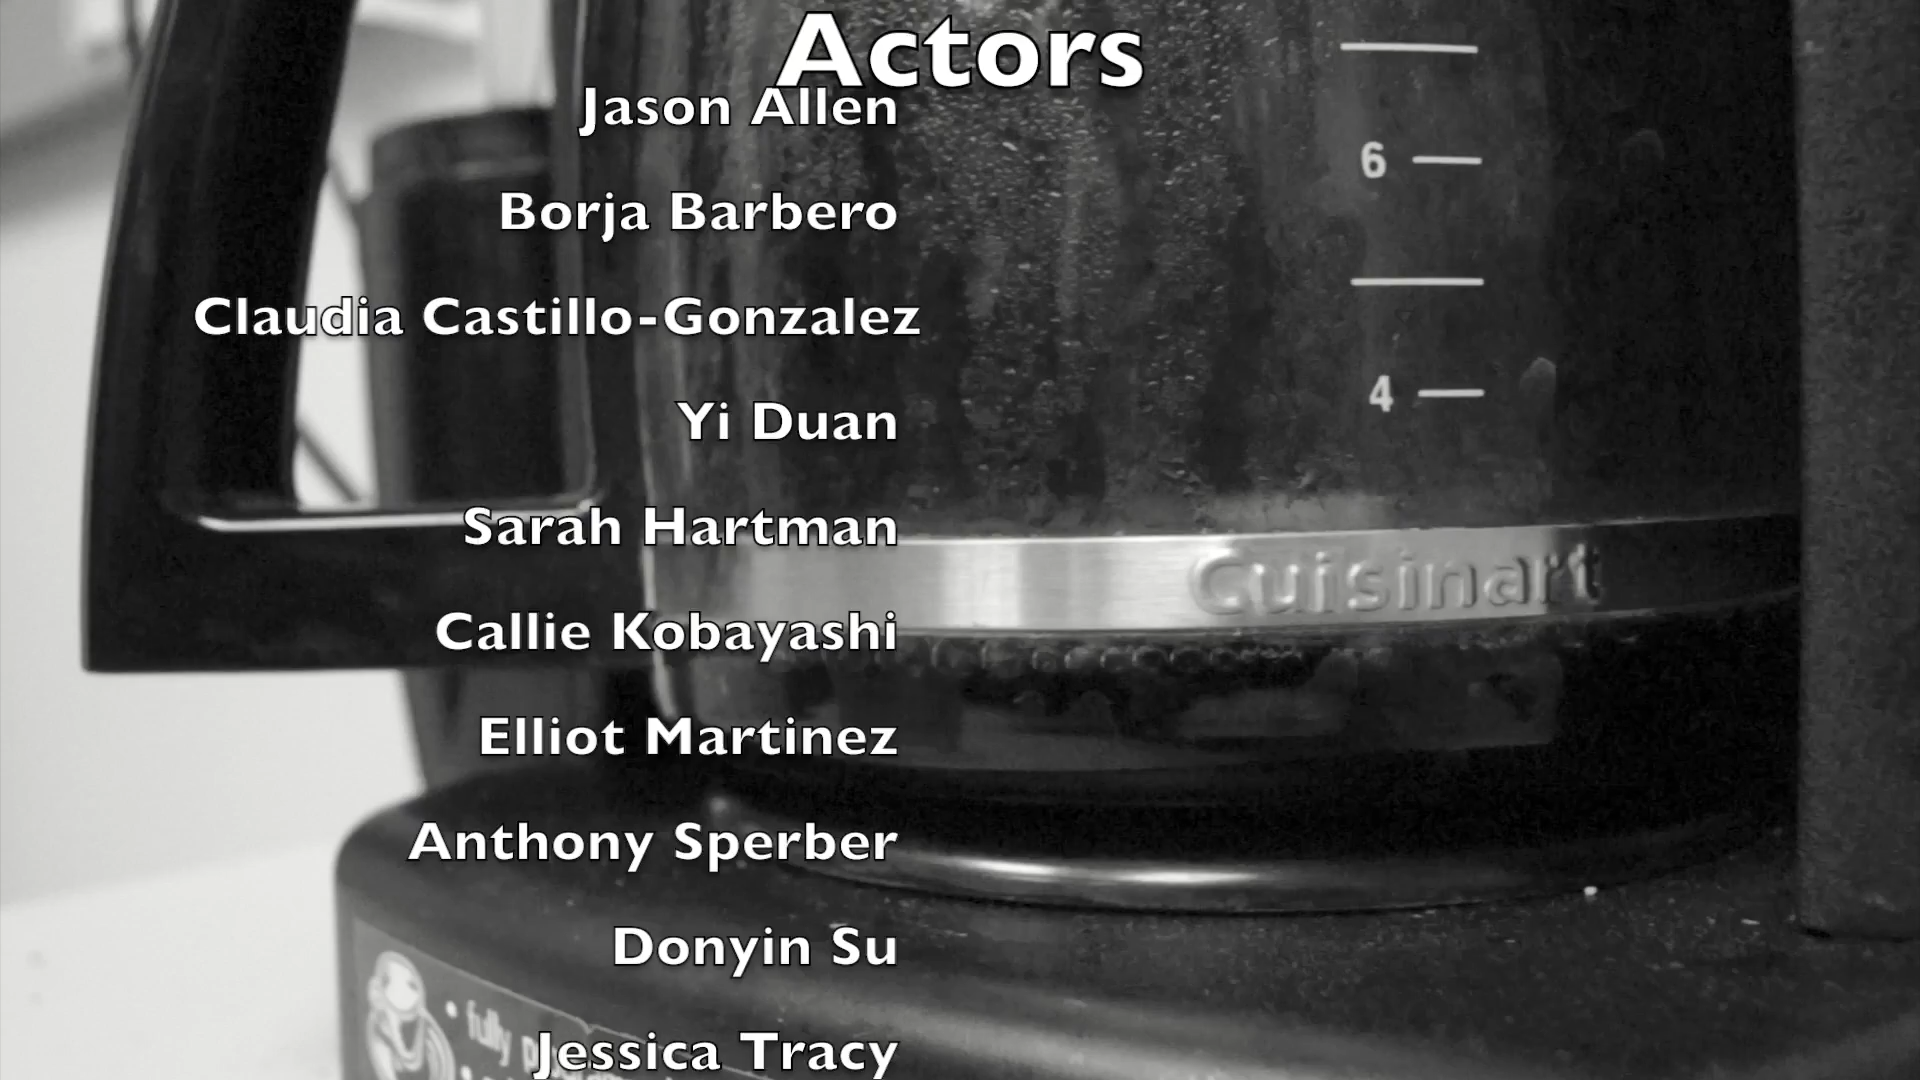 Actors
Jason Allen
6
Borja Barbero
Claudia Castillo-Gonzalez
4
Yi Duan
Sarah Hartman
Cuisinart
Callie Kobayashi
Elliot Martinez
Anthony Sperber
Donyin Su
• fully
Jessica Tracy